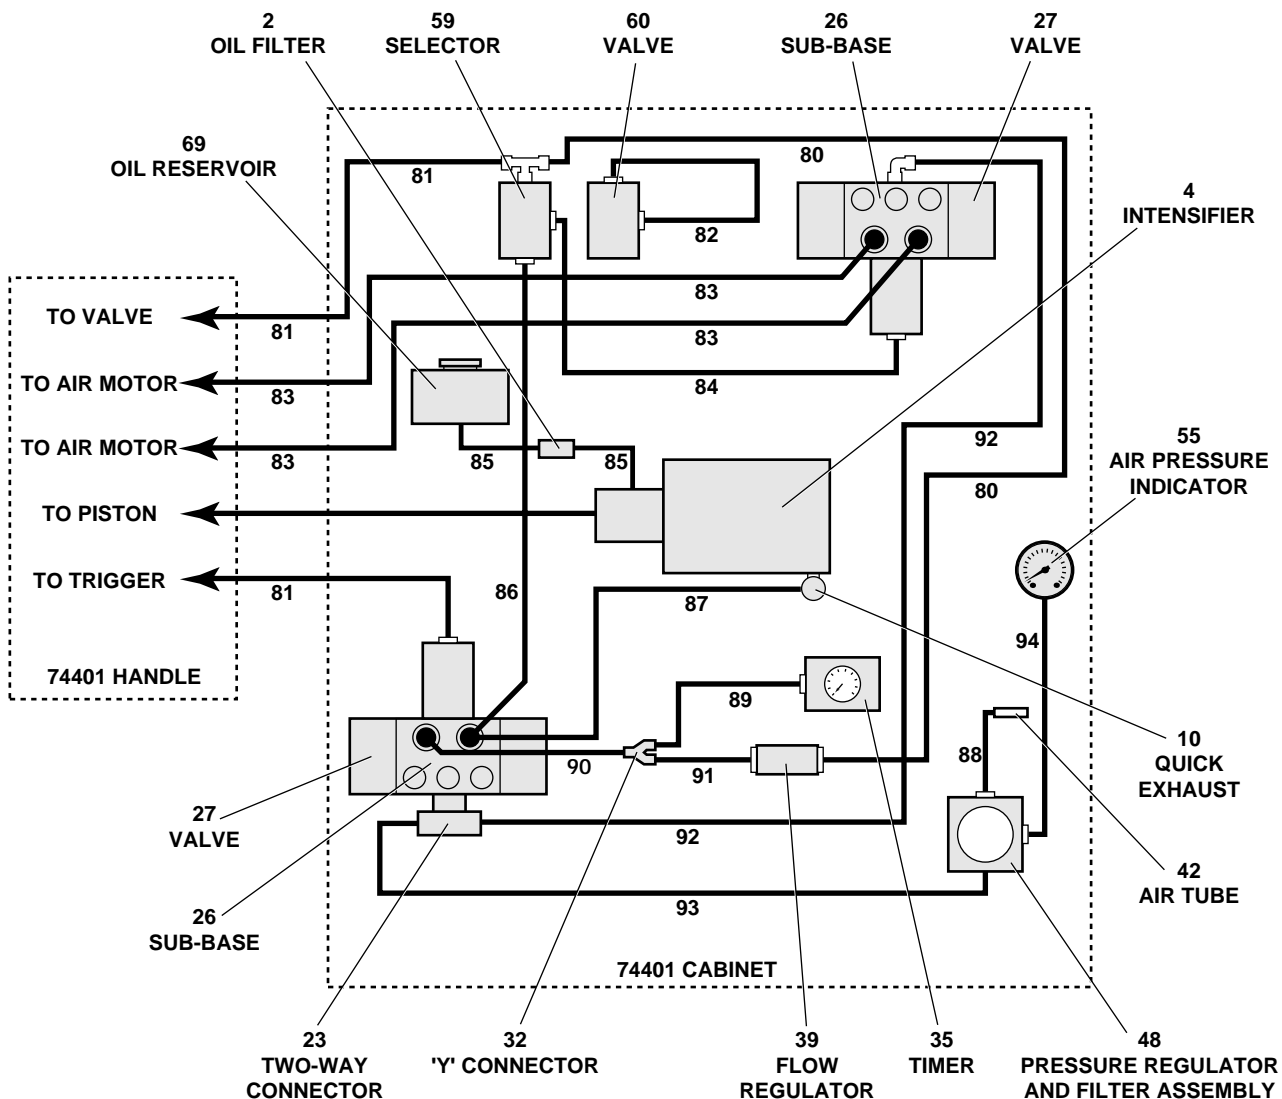 2
OIL FILTER
59
SELECTOR
60
VALVE
26
SUB-BASE
27
VALVE
69
OIL RESERVOIR
80
81
4
INTENSIFIER
82
83
TO VALVE
81
83
TO AIR MOTOR
83
84
TO AIR MOTOR
83
85
85
92
55
AIR PRESSURE
INDICATOR
80
TO PISTON
TO TRIGGER
81
86
87
94
74401 HANDLE
89
88
10
QUICK
EXHAUST
90
91
27
VALVE
92
42
AIR TUBE
93
26
SUB-BASE
74401 CABINET
23
TWO-WAY
CONNECTOR
32
'Y' CONNECTOR
39
FLOW
REGULATOR
35
TIMER
48
PRESSURE REGULATOR
AND FILTER ASSEMBLY